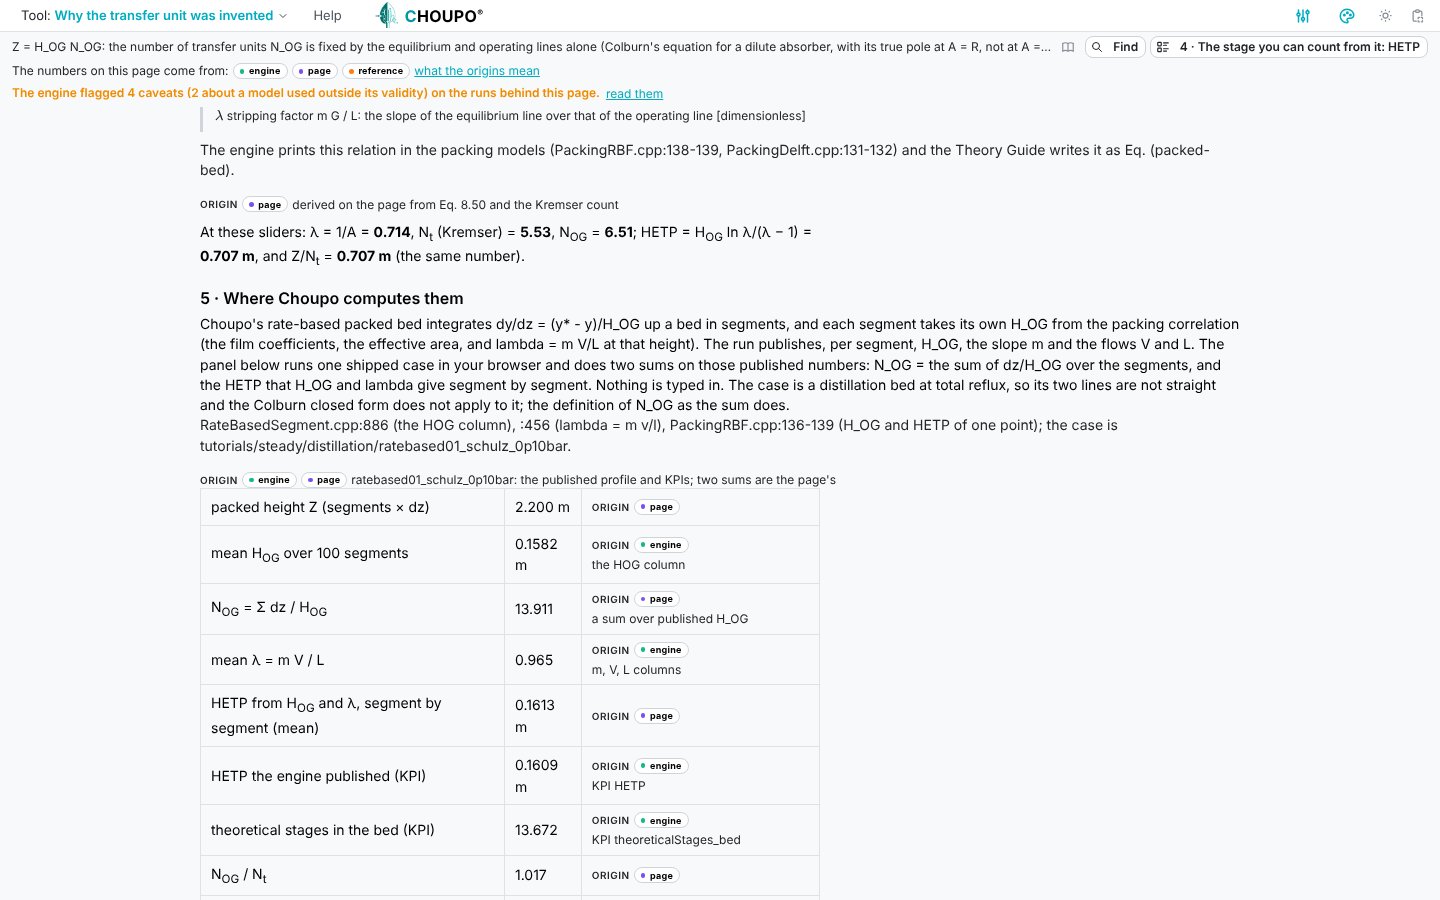 Tool: Why the transfer unit was invented
Help
CHOUPO®
Z = H_OG N_OG: the number of transfer units N_OG is fixed by the equilibrium and operating lines alone (Colburn's equation for a dilute absorber, with its true pole at A = R, not at A =...
Find
4 · The stage you can count from it: HETP
The numbers on this page come from: engine page reference what the origins mean
The engine flagged 4 caveats (2 about a model used outside its validity) on the runs behind this page. read them
λ stripping factor m G / L: the slope of the equilibrium line over that of the operating line [dimensionless]
The engine prints this relation in the packing models (PackingRBF.cpp:138-139, PackingDelft.cpp:131-132) and the Theory Guide writes it as Eq. (packed-
bed).
ORIGIN page derived on the page from Eq. 8.50 and the Kremser count
At these sliders: λ = 1/A = 0.714, Nt (Kremser) = 5.53, NOG = 6.51; HETP = HOG ln λ/(λ − 1) =
0.707 m, and Z/Nt = 0.707 m (the same number).
5 · Where Choupo computes them
Choupo's rate-based packed bed integrates dy/dz = (y* - y)/H_OG up a bed in segments, and each segment takes its own H_OG from the packing correlation
(the film coefficients, the effective area, and lambda = m V/L at that height). The run publishes, per segment, H_OG, the slope m and the flows V and L. The
panel below runs one shipped case in your browser and does two sums on those published numbers: N_OG = the sum of dz/H_OG over the segments, and
the HETP that H_OG and lambda give segment by segment. Nothing is typed in. The case is a distillation bed at total reflux, so its two lines are not straight
and the Colburn closed form does not apply to it; the definition of N_OG as the sum does.
RateBasedSegment.cpp:886 (the HOG column), :456 (lambda = m v/l), PackingRBF.cpp:136-139 (H_OG and HETP of one point); the case is
tutorials/steady/distillation/ratebased01_schulz_0p10bar.
ORIGIN engine page ratebased01_schulz_0p10bar: the published profile and KPIs; two sums are the page's
packed height Z (segments × dz) 2.200 m ORIGIN page
mean HOG over 100 segments 0.1582 m ORIGIN engine
the HOG column
NOG = Σ dz / HOG 13.911 ORIGIN page
a sum over published H_OG
mean λ = m V / L 0.965 ORIGIN engine
m, V, L columns
HETP from HOG and λ, segment by
segment (mean) 0.1613 m ORIGIN page
HETP the engine published (KPI) 0.1609 m ORIGIN engine
KPI HETP
theoretical stages in the bed (KPI) 13.672 ORIGIN engine
KPI theoreticalStages_bed
NOG / Nt 1.017 ORIGIN page